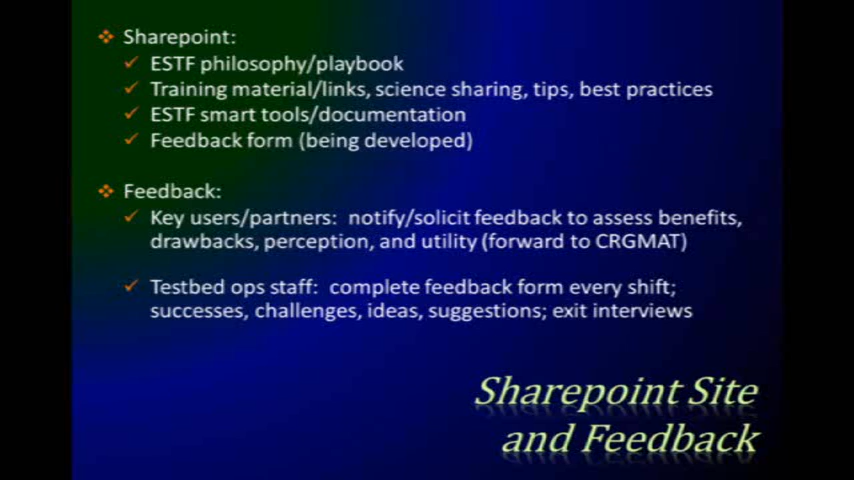 Sharepoint:
ESTF philosophy/playbook
Training material/links, science sharing, tips, best practices
ESTF smart tools/documentation
Feedback form (being developed)
Feedback:
Key users/partners: notify/solicit feedback to assess benefits,
drawbacks, perception, and utility (forward to CRGMAT)
Testbed ops staff: complete feedback form every shift;
successes, challenges, ideas, suggestions; exit interviews
Sharepoint Site
and Feedback